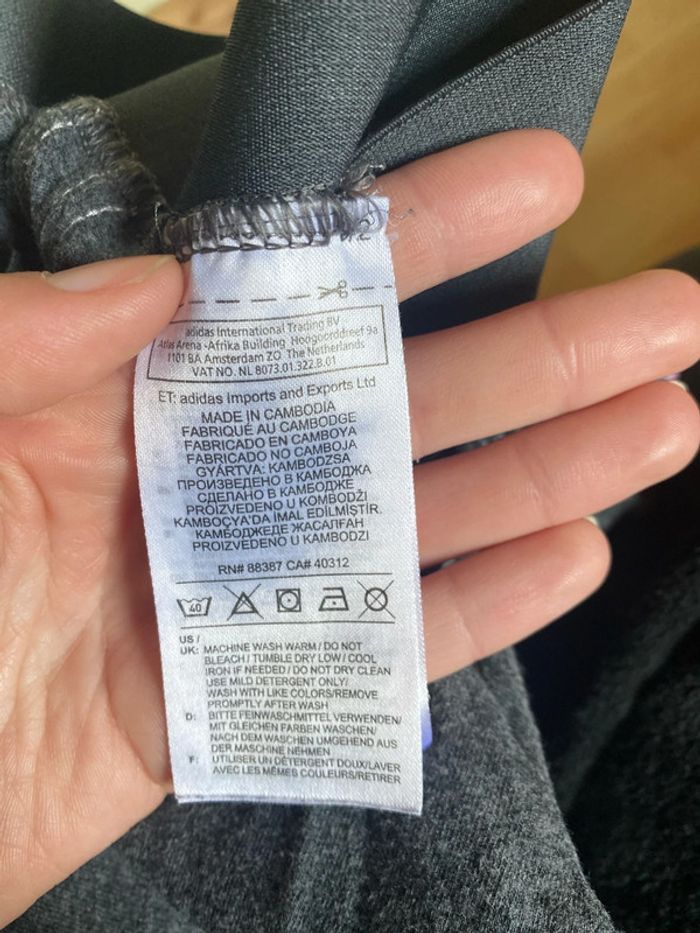 adidas International Trading BV
Atlas Arena -Afrika Building Hoogoorddreef 9a
1101 BA Amsterdam ZO The Netherlands
VAT NO. NL 8073.01.322.B.01
ET: adidas Imports and Exports Ltd
MADE IN CAMBODIA
FABRIQUÉ AU CAMBODGE
FABRICADO EN CAMBOYA
FABRICADO NO CAMBOJA
GYÁRTVA: KAMBODZSA
ПРОИЗВЕДЕНО В КАМБОДЖА
СДЕЛАНО В КАМБОДЖЕ
PROIZVEDENO U KOMBODŽI
KAMBOÇYA'DA İMAL EDİLMİŞTİR.
КАМБОДЖЕДЕ ЖАСАЛҒАН
PROIZVEDENO U KAMBODZI
RN# 88387 CA# 40312
40
US /
UK: MACHINE WASH WARM / DO NOT
BLEACH / TUMBLE DRY LOW / COOL
IRON IF NEEDED / DO NOT DRY CLEAN
USE MILD DETERGENT ONLY/
WASH WITH LIKE COLORS/REMOVE
PROMPTLY AFTER WASH
D: BITTE FEINWASCHMITTEL VERWENDEN/
MIT GLEICHEN FARBEN WASCHEN/
NACH DEM WASCHEN UMGEHEND AUS
DER MASCHINE NEHMEN
F: UTILISER UN DÉTERGENT DOUX/LAVER
AVEC LES MÊMES COULEURS/RETIRER